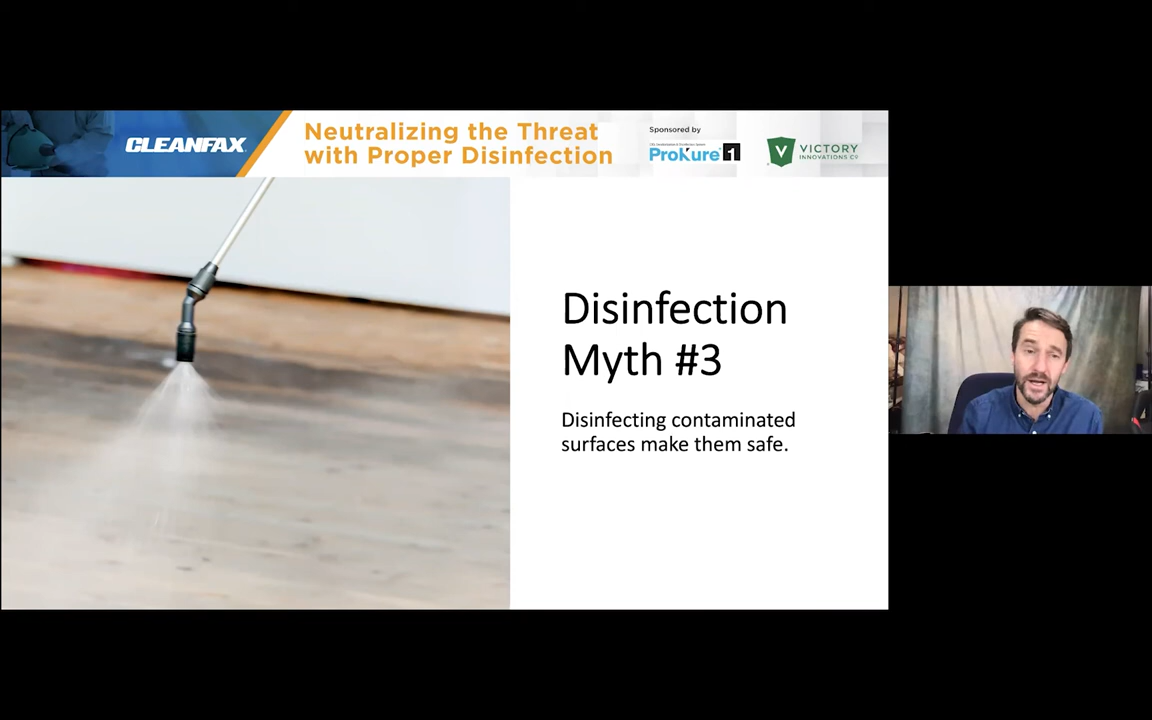 CLEANFAX
Neutralizing the Threat
with Proper Disinfection
Sponsored by
ProKure 1
VICTORY
INNOVATIONS CO
Disinfection
Myth #3
Disinfecting contaminated
surfaces make them safe.